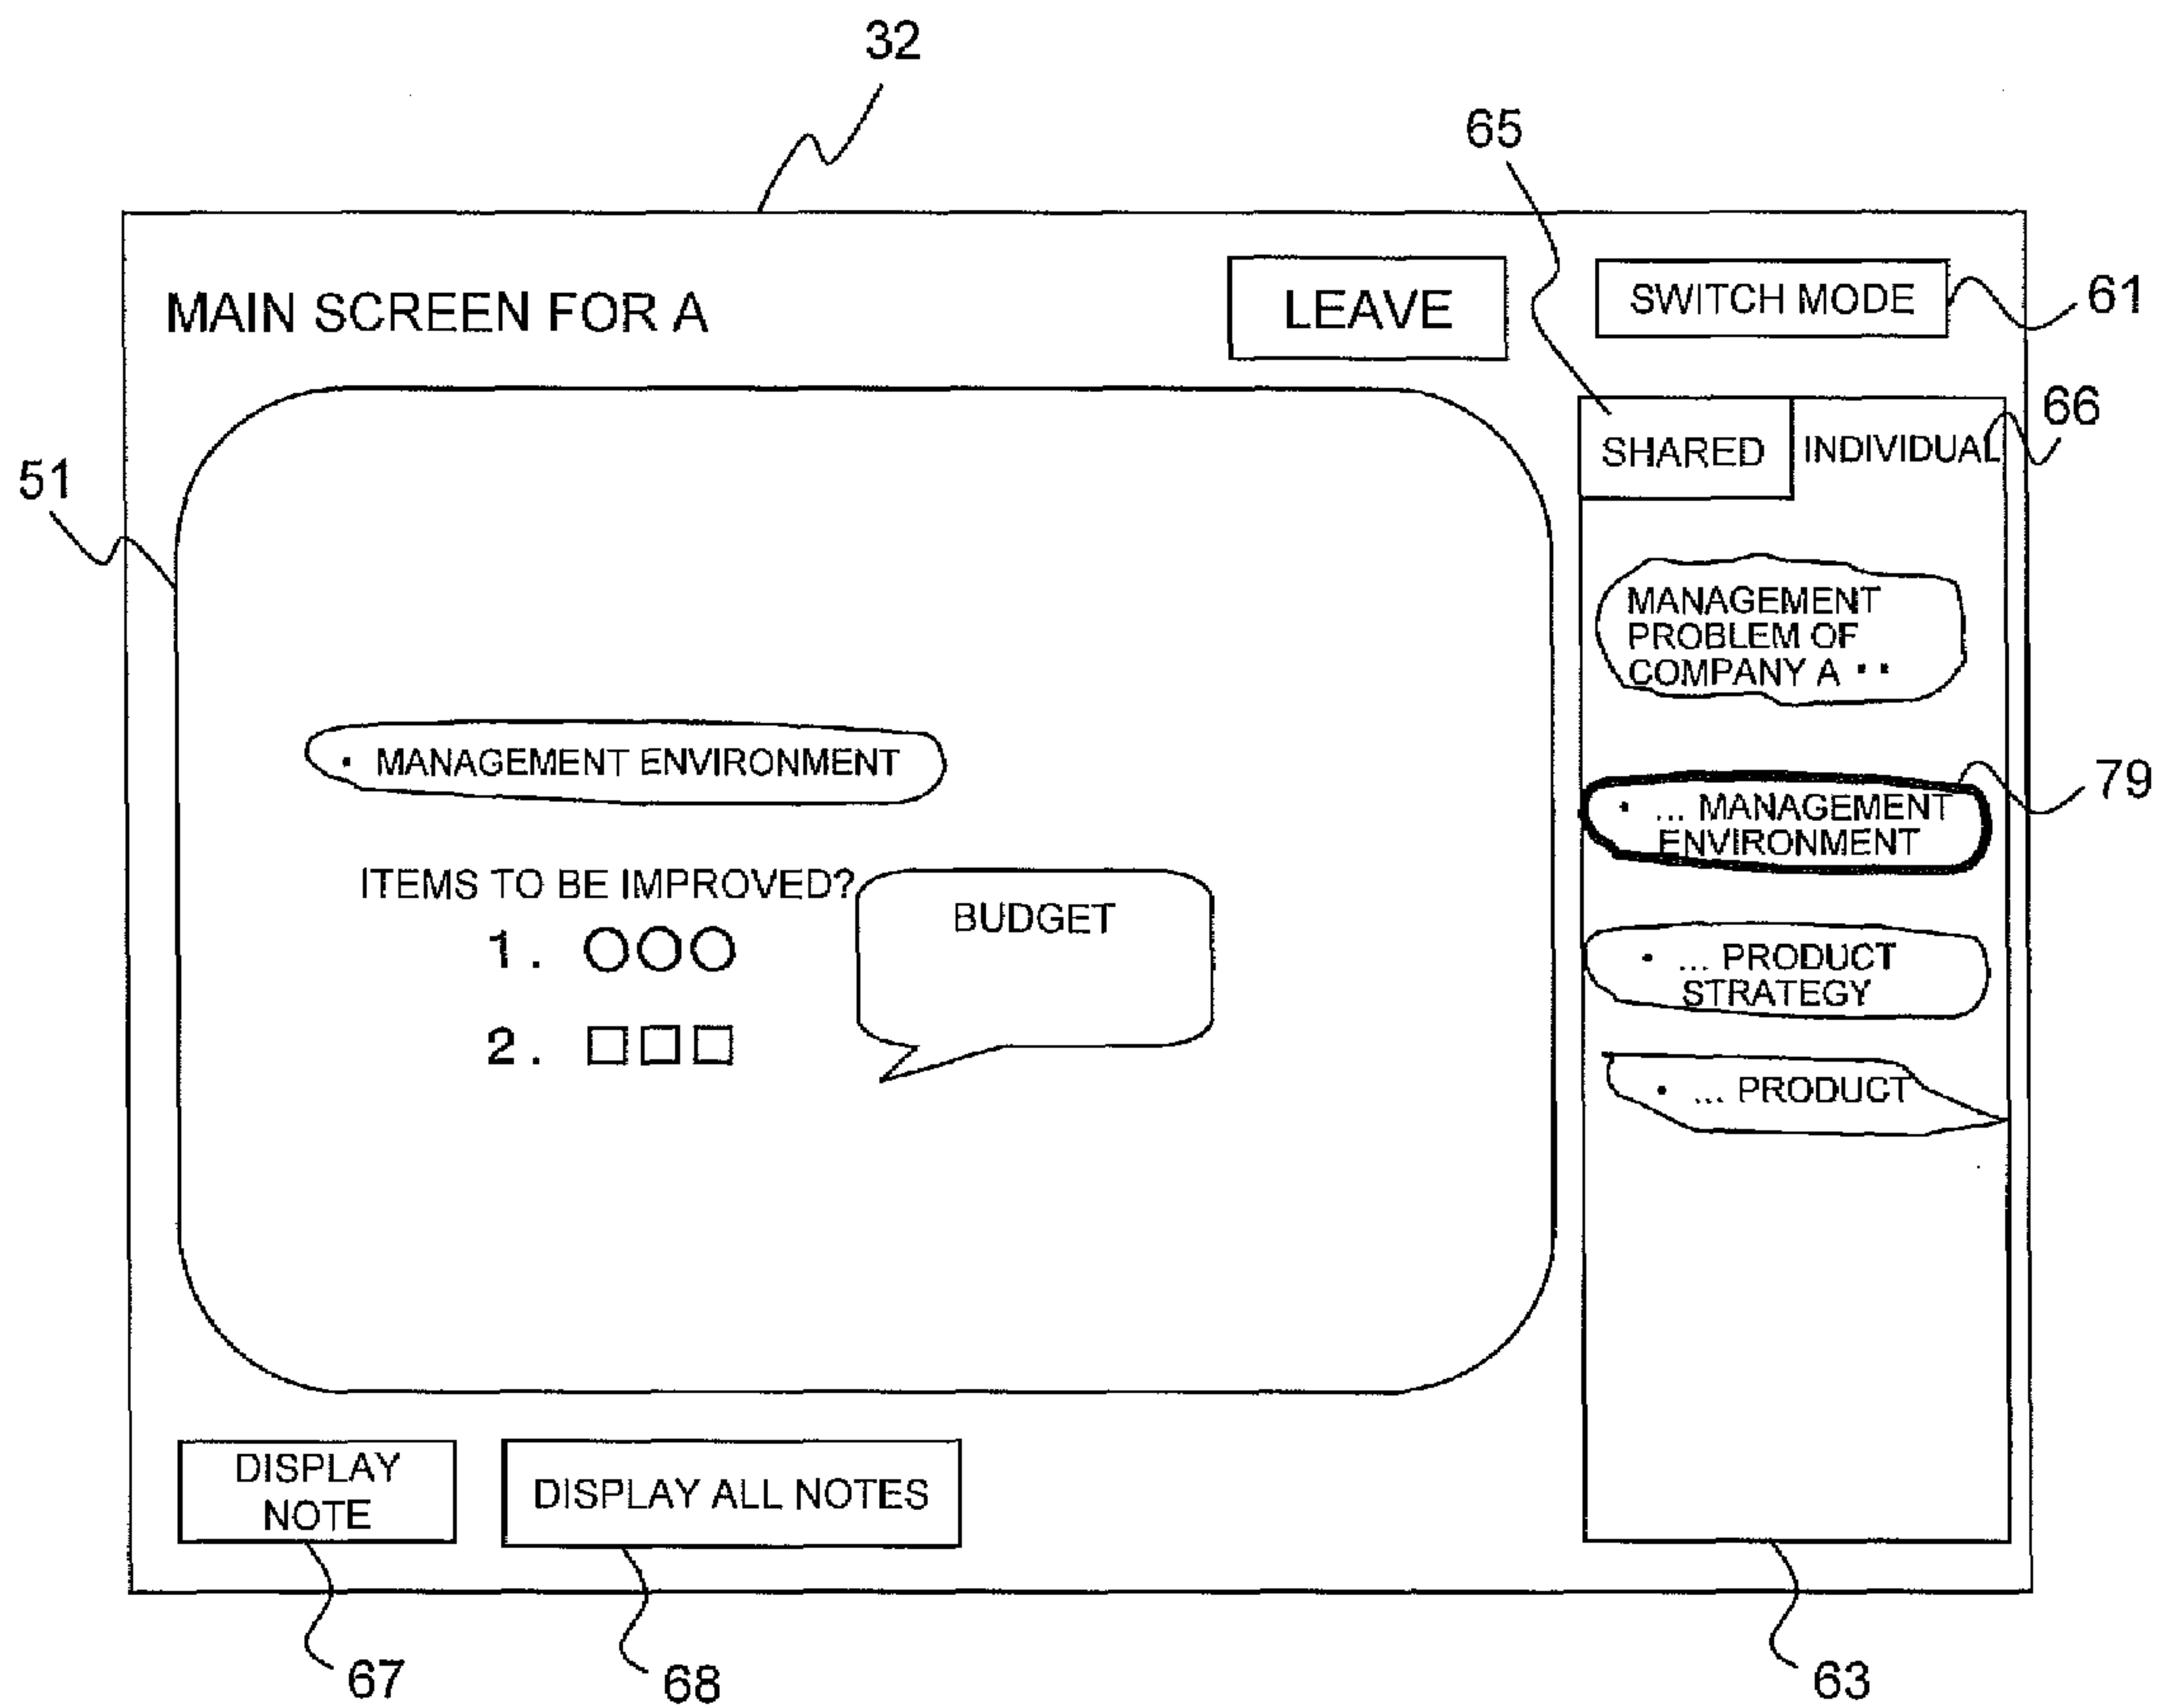 32
65
MAIN SCREEN FOR A
LEAVE
SWITCH MODE
61
66
SHARED
INDIVIDUAL
51
MANAGEMENT
PROBLEM OF
COMPANY A ··
· MANAGEMENT ENVIRONMENT
79
· ... MANAGEMENT
ENVIRONMENT
ITEMS TO BE IMPROVED?
1. ○○○
2. □□□
BUDGET
· ... PRODUCT
STRATEGY
· ... PRODUCT
DISPLAY
NOTE
DISPLAY ALL NOTES
67
68
63